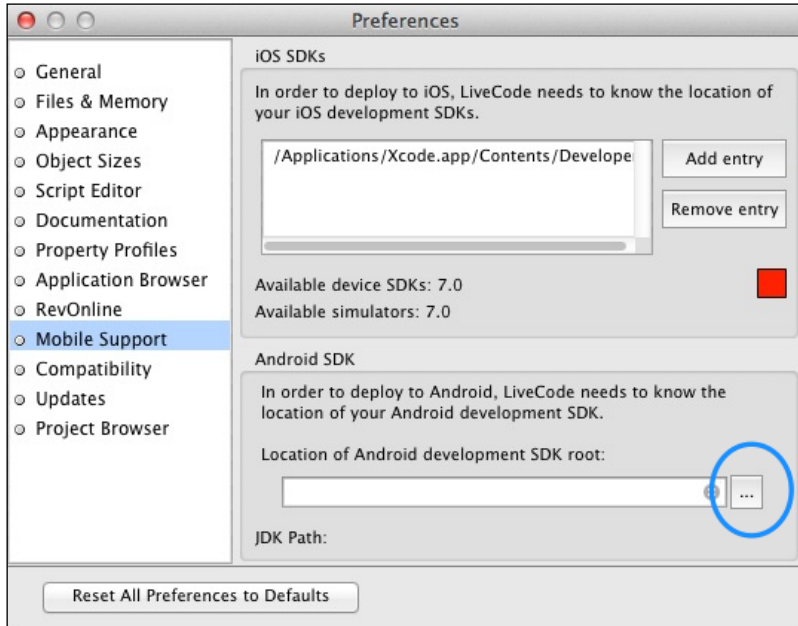 Preferences
General
Files & Memory
Appearance
Object Sizes
Script Editor
Documentation
Property Profiles
Application Browser
RevOnline
Mobile Support
Compatibility
Updates
Project Browser
iOS SDKs
In order to deploy to iOS, LiveCode needs to know the location of
your iOS development SDKs.
/Applications/Xcode.app/Contents/Develope
Add entry
Remove entry
Available device SDKs: 7.0
Available simulators: 7.0
Android SDK
In order to deploy to Android, LiveCode needs to know the
location of your Android development SDK.
Location of Android development SDK root:
...
JDK Path:
Reset All Preferences to Defaults